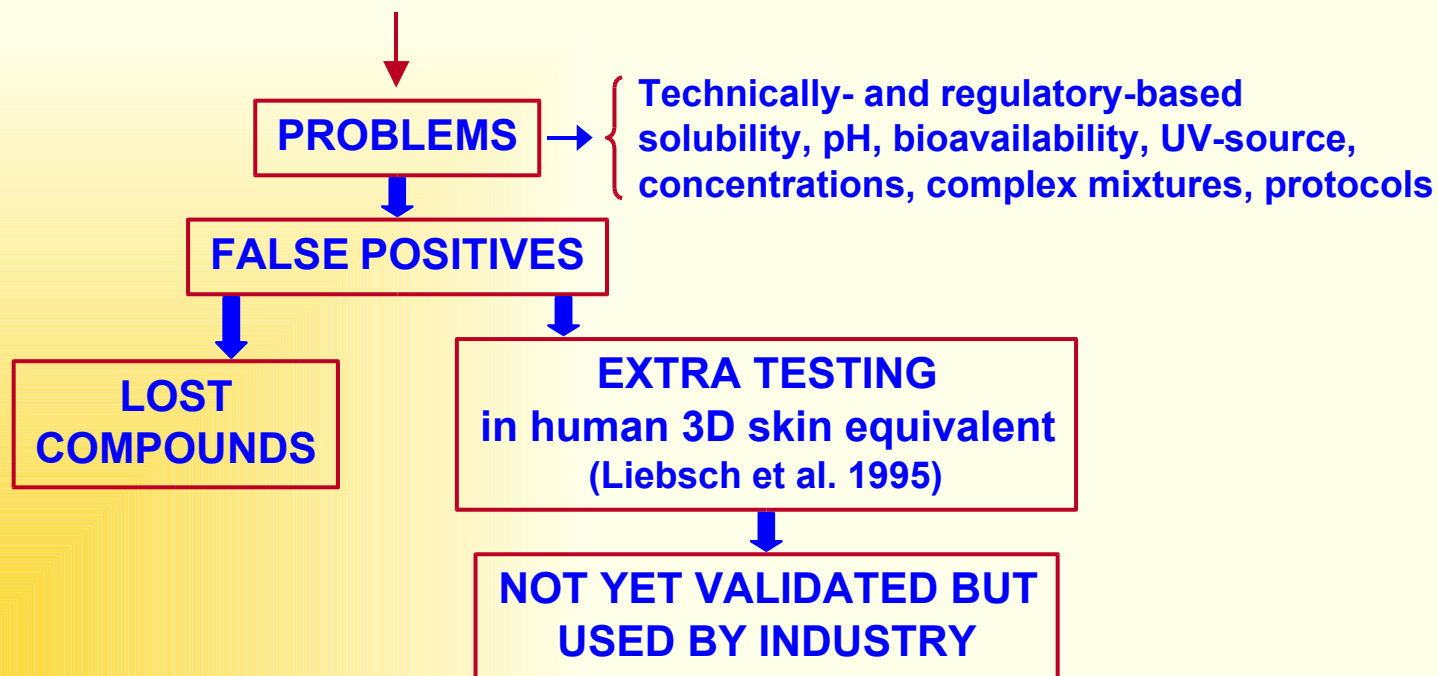 PROBLEMS
Technically- and regulatory-based
solubility, pH, bioavailability, UV-source,
concentrations, complex mixtures, protocols
FALSE POSITIVES
LOST
COMPOUNDS
EXTRA TESTING
in human 3D skin equivalent
(Liebsch et al. 1995)
NOT YET VALIDATED BUT
USED BY INDUSTRY